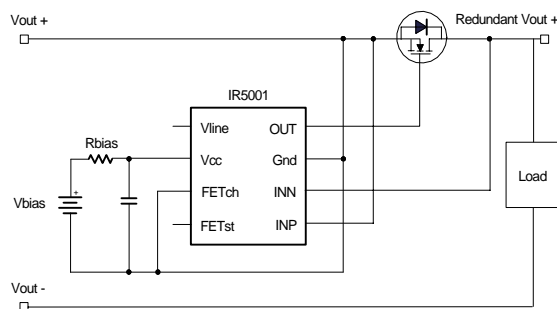 Vout +
Redundant Vout +
IR5001
Vline
OUT
Rbias
Vcc
Gnd
Vbias
+
FETch
INN
Load
FETst
INP
Vout -